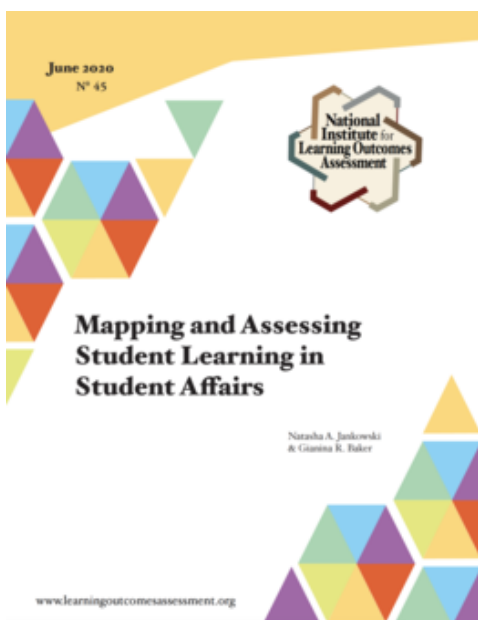 June 2020
Nº 45
National
Institute for
Learning Outcomes
Assessment
Mapping and Assessing
Student Learning in
Student Affairs
Natasha A. Jankowski
& Gianina R. Baker
www.learningoutcomesassessment.org